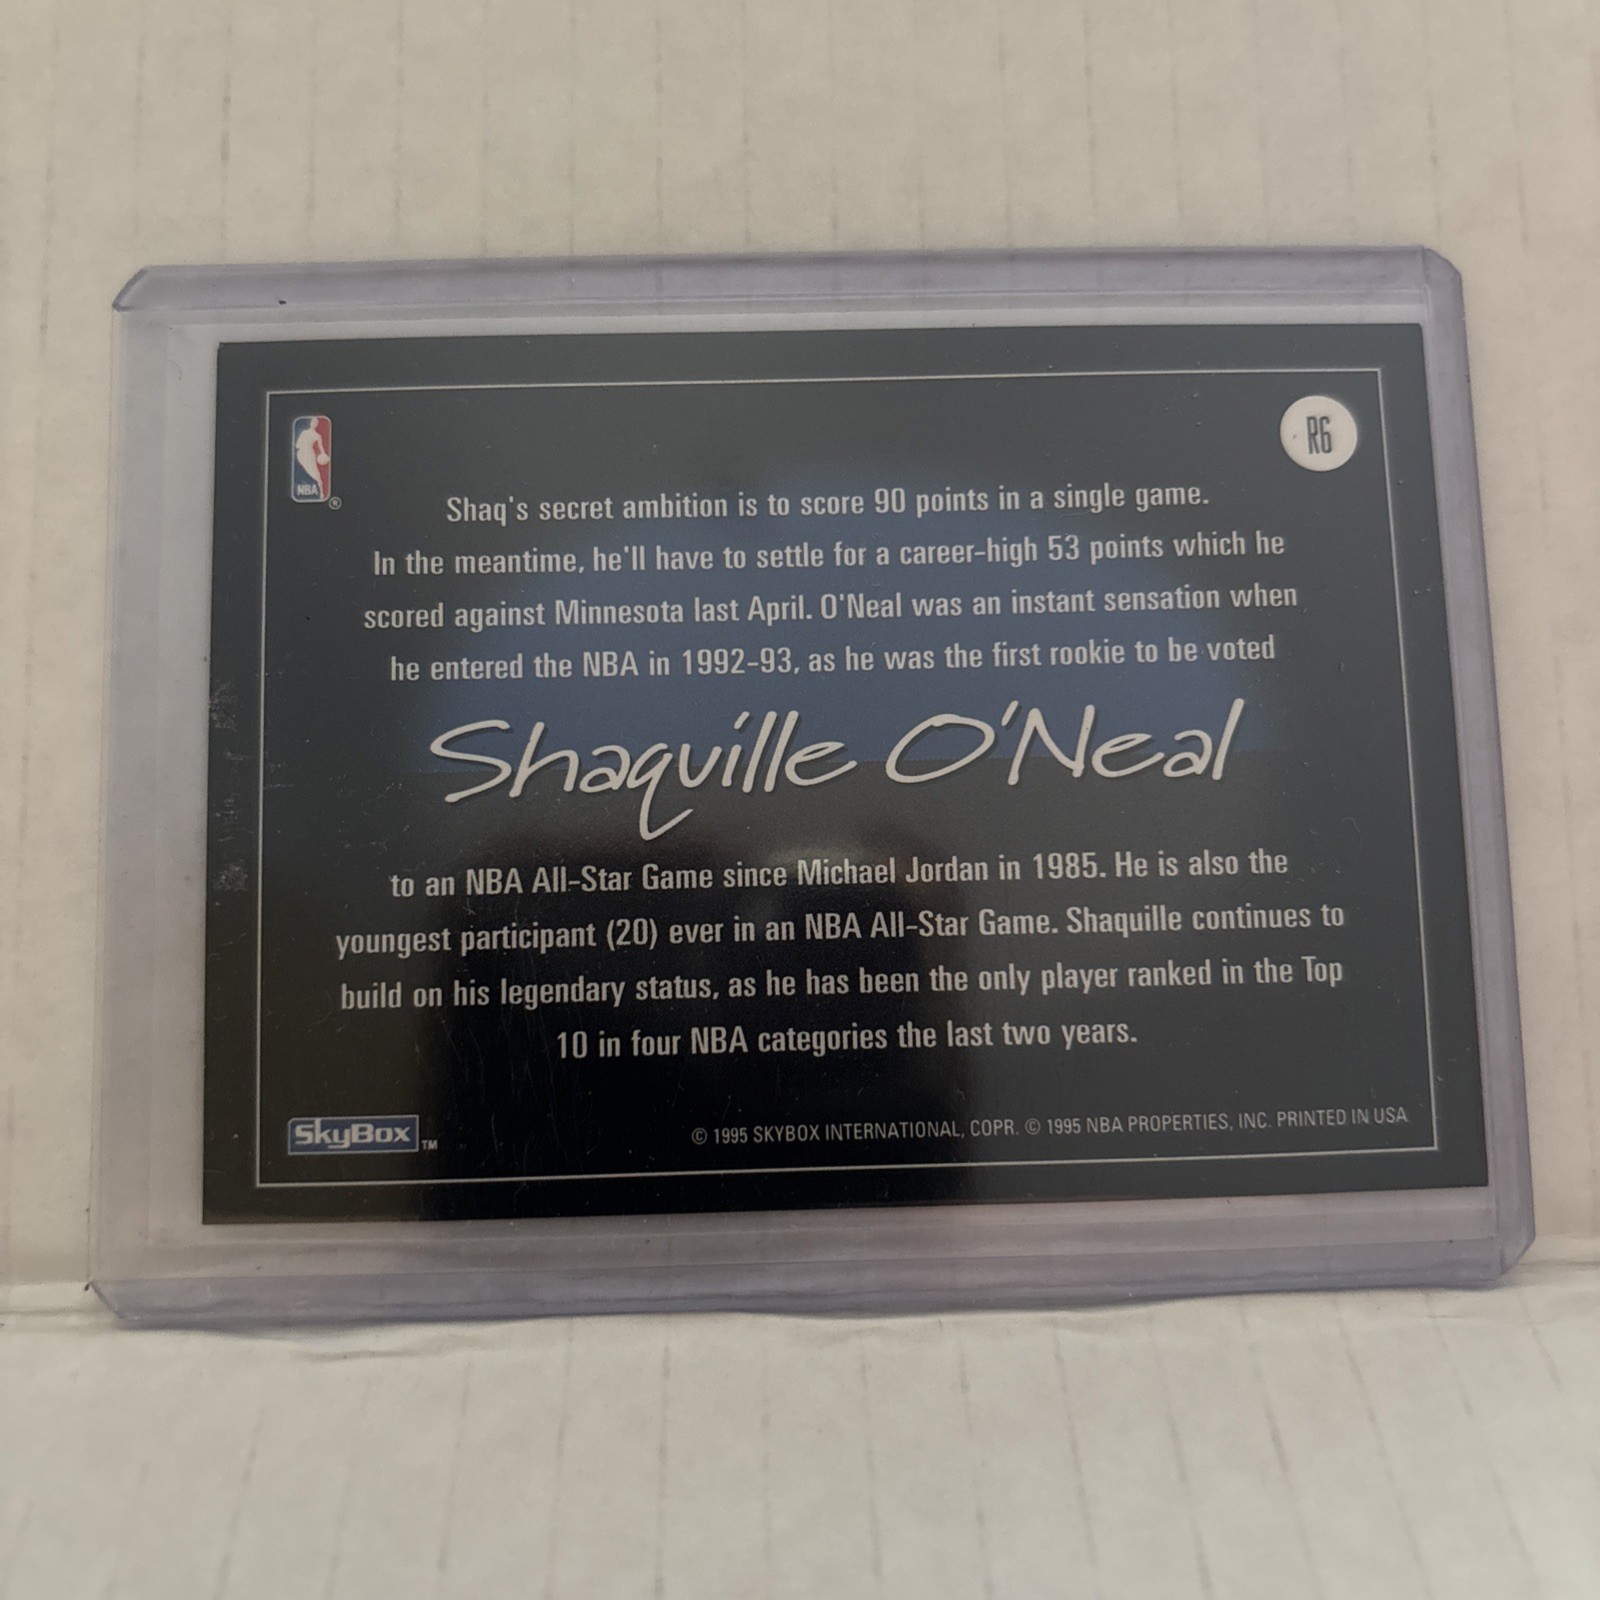 NBA
®
R6
Shaq's secret ambition is to score 90 points in a single game.
In the meantime, he'll have to settle for a career-high 53 points which he
scored against Minnesota last April. O'Neal was an instant sensation when
he entered the NBA in 1992-93, as he was the first rookie to be voted
Shaquille O'Neal
to an NBA All-Star Game since Michael Jordan in 1985. He is also the
youngest participant (20) ever in an NBA All-Star Game. Shaquille continues to
build on his legendary status, as he has been the only player ranked in the Top
10 in four NBA categories the last two years.
SkyBox TM
© 1995 SKYBOX INTERNATIONAL, COPR. © 1995 NBA PROPERTIES, INC. PRINTED IN USA